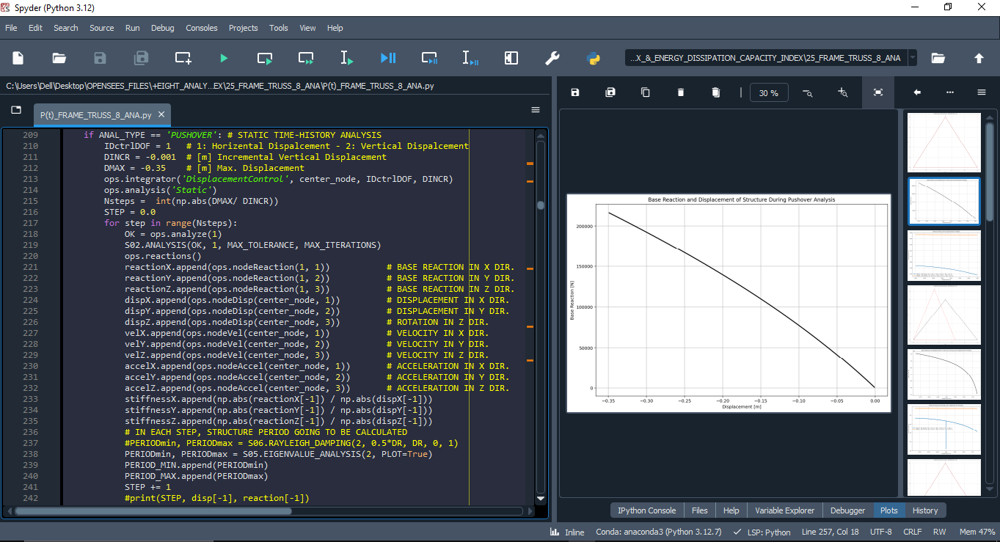 Spyder (Python 3.12)
File Edit Search Source Run Debug Consoles Projects Tools View Help
...X_&_ENERGY_DISSIPATION_CAPACITY_INDEX\25_FRAME_TRUSS_8_ANA
C:\Users\Dell\Desktop\OPENSEES_FILES\+EIGHT_ANALY...EX\25_FRAME_TRUSS_8_ANA\P(t)_FRAME_TRUSS_8_ANA.py
P(t)_FRAME_TRUSS_8_ANA.py
209 if ANAL_TYPE == 'PUSHOVER': # STATIC TIME-HISTORY ANALYSIS
210 IDctrlDOF = 1 # 1: Horizental Dispalcement - 2: Vertical Dispalcement
211 DINCR = -0.001 # [m] Incremental Vertical Displacement
212 DMAX = -0.35 # [m] Max. Displacement
213 ops.integrator('DisplacementControl', center_node, IDctrlDOF, DINCR)
214 ops.analysis('Static')
215 Nsteps = int(np.abs(DMAX/ DINCR))
216 STEP = 0.0
217 for step in range(Nsteps):
218 OK = ops.analyze(1)
219 S02.ANALYSIS(OK, 1, MAX_TOLERANCE, MAX_ITERATIONS)
220 ops.reactions()
221 reactionX.append(ops.nodeReaction(1, 1)) # BASE REACTION IN X DIR.
222 reactionY.append(ops.nodeReaction(1, 2)) # BASE REACTION IN Y DIR.
223 reactionZ.append(ops.nodeReaction(1, 3)) # BASE REACTION IN Z DIR.
224 dispX.append(ops.nodeDisp(center_node, 1)) # DISPLACEMENT IN X DIR.
225 dispY.append(ops.nodeDisp(center_node, 2)) # DISPLACEMENT IN Y DIR.
226 dispZ.append(ops.nodeDisp(center_node, 3)) # ROTATION IN Z DIR.
227 velX.append(ops.nodeVel(center_node, 1)) # VELOCITY IN X DIR.
228 velY.append(ops.nodeVel(center_node, 2)) # VELOCITY IN Y DIR.
229 velZ.append(ops.nodeVel(center_node, 3)) # VELOCITY IN Z DIR.
230 accelX.append(ops.nodeAccel(center_node, 1)) # ACCELERATION IN X DIR.
231 accelY.append(ops.nodeAccel(center_node, 2)) # ACCELERATION IN Y DIR.
232 accelZ.append(ops.nodeAccel(center_node, 3)) # ACCELERATION IN Z DIR.
233 stiffnessX.append(np.abs(reactionX[-1]) / np.abs(dispX[-1]))
234 stiffnessY.append(np.abs(reactionY[-1]) / np.abs(dispY[-1]))
235 stiffnessZ.append(np.abs(reactionZ[-1]) / np.abs(dispZ[-1]))
236 # IN EACH STEP, STRUCTURE PERIOD GOING TO BE CALCULATED
237 #PERIODmin, PERIODmax = S06.RAYLEIGH_DAMPING(2, 0.5*DR, DR, 0, 1)
238 PERIODmin, PERIODmax = S05.EIGENVALUE_ANALYSIS(2, PLOT=True)
239 PERIOD_MIN.append(PERIODmin)
240 PERIOD_MAX.append(PERIODmax)
241 STEP += 1
242 #print(STEP, disp[-1], reaction[-1])
30 %
Base Reaction and Displacement of Structure During Pushover Analysis
Base Reaction [N]
200000
150000
100000
50000
0
−0.35 −0.30 −0.25 −0.20 −0.15 −0.10 −0.05 0.00
Displacement [m]
IPython Console Files Help Variable Explorer Debugger Plots History
Inline Conda: anaconda3 (Python 3.12.7) LSP: Python Line 257, Col 18 UTF-8 CRLF RW Mem 47%